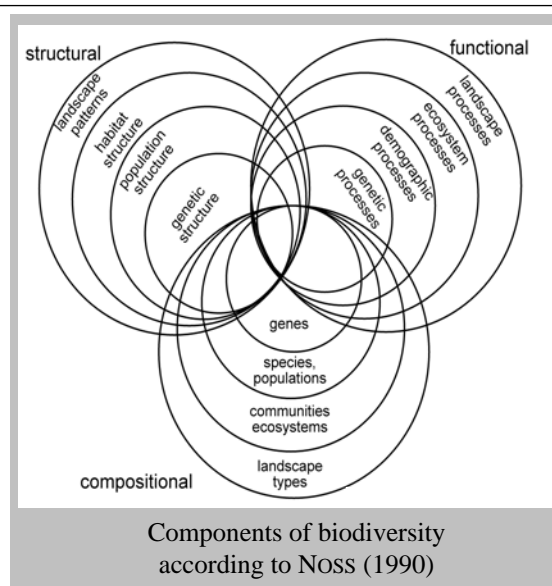 structural
functional
landscape
patterns
habitat
structure
population
structure
genetic
structure
landscape
processes
ecosystem
processes
demographic
processes
genetic
processes
genes
species,
populations
communities
ecosystems
landscape
types
compositional
Components of biodiversity
according to NOSS (1990)